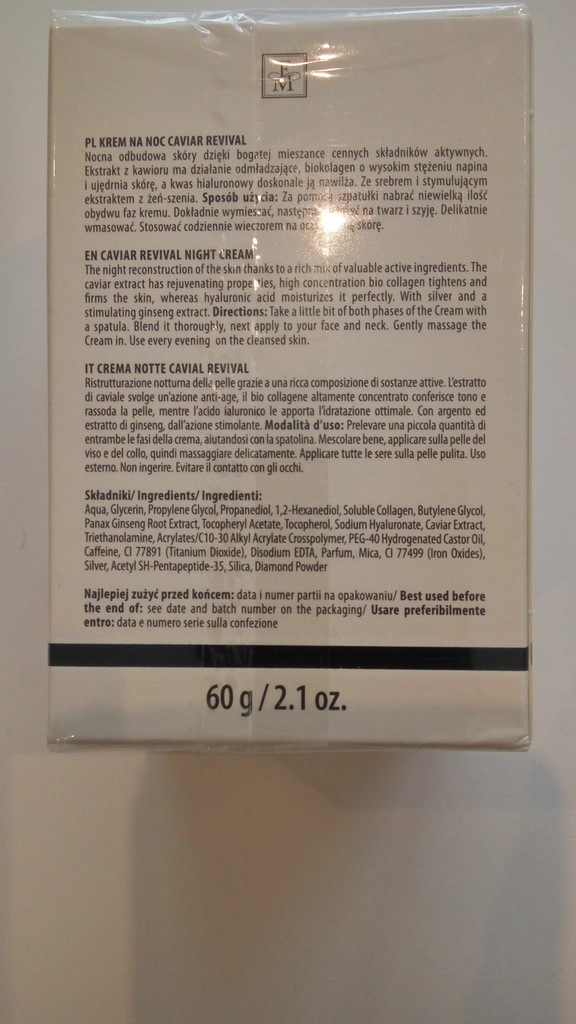 FM
PL KREM NA NOC CAVIAR REVIVAL
Nocna odbudowa skóry dzięki bogatej mieszance cennych składników aktywnych.
Ekstrakt z kawioru ma działanie odmładzające, biokolagen o wysokim stężeniu napina
i ujędrnia skórę, a kwas hialuronowy doskonale ją nawilża. Ze srebrem i stymulującym
ekstraktem z żeń-szenia. Sposób użycia: Za pomocą szpatułki nabrać niewielką ilość
obydwu faz kremu. Dokładnie wymieszać, na twarz i szyję. Delikatnie
wmasować. Stosować codziennie wieczorem na skórę.
EN CAVIAR REVIVAL NIGHT CREAM
The night reconstruction of the skin thanks to a rich mix of valuable active ingredients. The
caviar extract has rejuvenating properties, high concentration bio collagen tightens and
firms the skin, whereas hyaluronic acid moisturizes it perfectly. With silver and a
stimulating ginseng extract. Directions: Take a little bit of both phases of the Cream with
a spatula. Blend it thoroughly, next apply to your face and neck. Gently massage the
Cream in. Use every evening on the cleansed skin.
IT CREMA NOTTE CAVIAL REVIVAL
Ristrutturazione notturna della pelle grazie a una ricca composizione di sostanze attive. L'estratto
di caviale svolge un'azione anti-age, il bio collagene altamente concentrato conferisce tono e
rassoda la pelle, mentre l'acido ialuronico le apporta l'idratazione ottimale. Con argento ed
estratto di ginseng, dall'azione stimolante. Modalità d'uso: Prelevare una piccola quantità di
entrambe le fasi della crema, aiutandosi con la spatolina. Mescolare bene, applicare sulla pelle del
viso e del collo, quindi massaggiare delicatamente. Applicare tutte le sere sulla pelle pulita. Uso
esterno. Non ingerire. Evitare il contatto con gli occhi.
Składniki/ Ingredients/ Ingredienti:
Aqua, Glycerin, Propylene Glycol, Propanediol, 1,2-Hexanediol, Soluble Collagen, Butylene Glycol,
Panax Ginseng Root Extract, Tocopheryl Acetate, Tocopherol, Sodium Hyaluronate, Caviar Extract,
Triethanolamine, Acrylates/C10-30 Alkyl Acrylate Crosspolymer, PEG-40 Hydrogenated Castor Oil,
Caffeine, CI 77891 (Titanium Dioxide), Disodium EDTA, Parfum, Mica, CI 77499 (Iron Oxides),
Silver, Acetyl SH-Pentapeptide-35, Silica, Diamond Powder
Najlepiej zużyć przed końcem: data i numer partii na opakowaniu/ Best used before
the end of: see date and batch number on the packaging/ Usare preferibilmente
entro: data e numero serie sulla confezione
60 g / 2.1 oz.